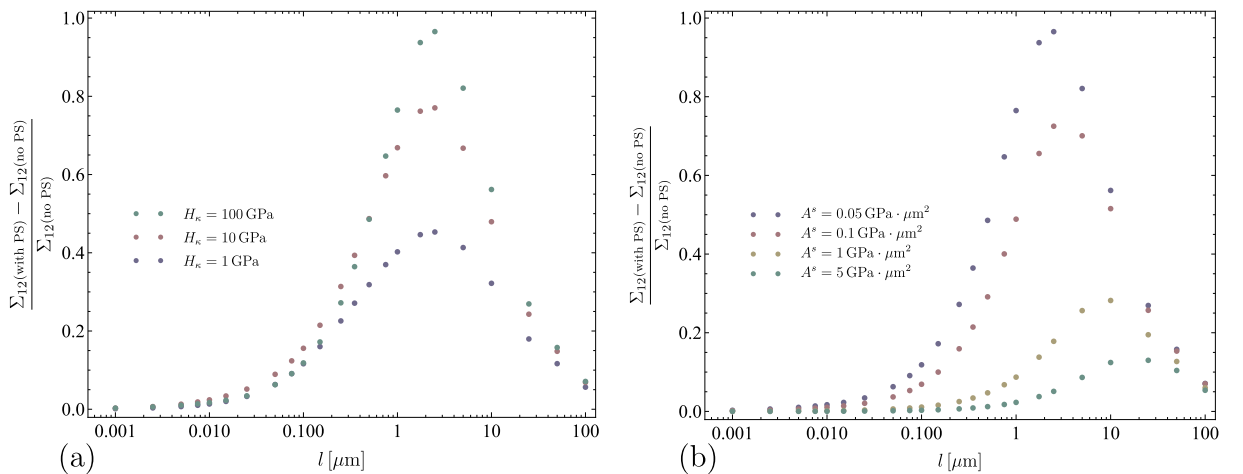 1.0
0.8
0.6
0.4
0.2
0.0
Σ12(with PS) − Σ12(no PS)
Σ12(no PS)
Hκ = 100 GPa
Hκ = 10 GPa
Hκ = 1 GPa
0.001
0.010
0.100
1
10
100
l [μm]
(a)
1.0
0.8
0.6
0.4
0.2
0.0
Σ12(with PS) − Σ12(no PS)
Σ12(no PS)
Aˢ = 0.05 GPa · μm²
Aˢ = 0.1 GPa · μm²
Aˢ = 1 GPa · μm²
Aˢ = 5 GPa · μm²
0.001
0.010
0.100
1
10
100
l [μm]
(b)